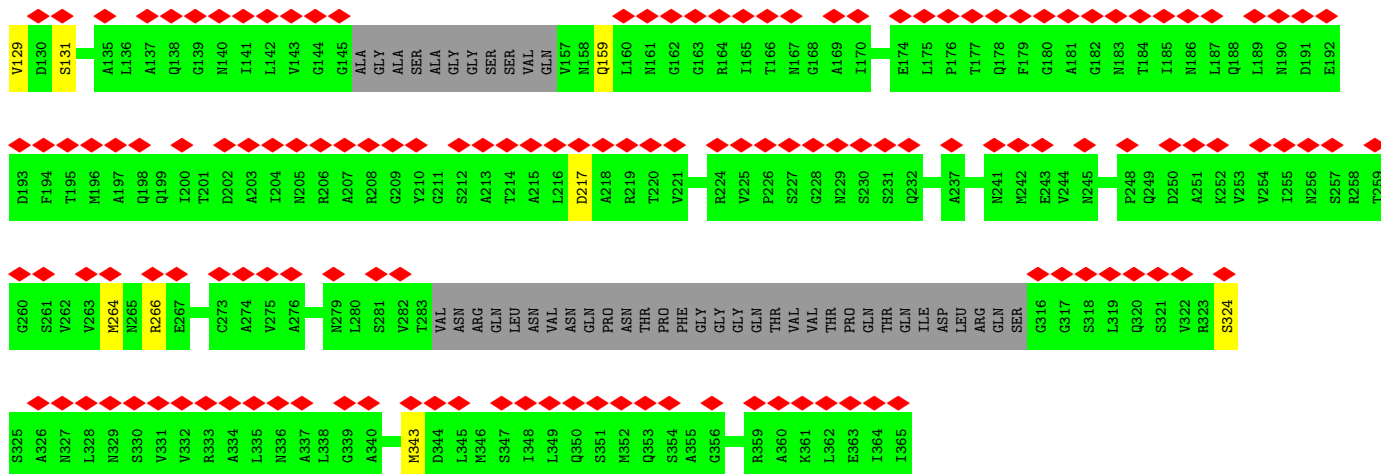 V129 D130 S131 A135 L136 A137 Q138 G139 N140 I141 L142 V143 G144 G145 ALA GLY ALA SER ALA GLY GLY SER SER VAL GLN V157 N158 Q159 L160 N161 G162 G163 R164 I165 T166 N167 G168 A169 I170 E174 L175 P176 T177 Q178 F179 G180 A181 G182 N183 T184 I185 N186 L187 Q188 L189 N190 D191 E192
D193 F194 T195 M196 A197 Q198 Q199 I200 T201 D202 A203 I204 N205 R206 A207 R208 G209 Y210 G211 S212 A213 T214 A215 L216 D217 A218 R219 T220 V221 R224 V225 P226 S227 G228 N229 S230 S231 Q232 A237 N241 M242 E243 V244 N245 P248 Q249 D250 A251 K252 V253 V254 I255 N256 S257 R258 T259
G260 S261 V262 V263 M264 N265 R266 E267 C273 A274 V275 A276 N279 L280 S281 V282 T283 VAL ASN ARG GLN LEU ASN VAL ASN GLN PRO ASN THR PRO PHE GLY GLY GLY GLN THR VAL VAL THR PRO GLN THR GLN ILE ASP LEU ARG GLN SER G316 G317 S318 L319 Q320 S321 V322 R323 S324
S325 A326 N327 L328 N329 S330 V331 V332 R333 A334 L335 N336 A337 L338 G339 A340 M343 D344 L345 M346 S347 I348 L349 Q350 S351 M352 Q353 S354 A355 G356 R359 A360 K361 L362 E363 I364 I365